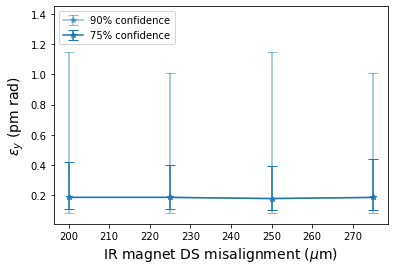 90% confidence
75% confidence
1.4
1.2
1.0
0.8
0.6
0.4
0.2
ε_y (pm rad)
200 210 220 230 240 250 260 270
IR magnet DS misalignment (μm)